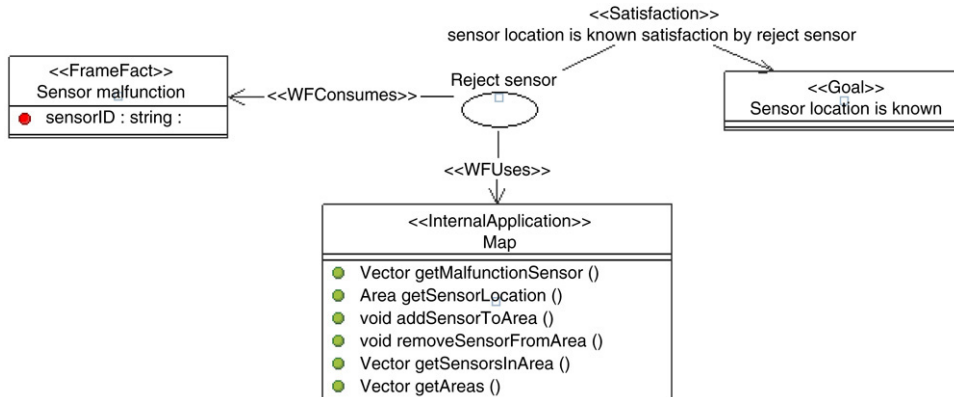 <<Satisfaction>>
sensor location is known satisfaction by reject sensor
<<FrameFact>>
Sensor malfunction
sensorID : string :
<<WFConsumes>>
Reject sensor
<<Goal>>
Sensor location is known
<<WFUses>>
<<InternalApplication>>
Map
Vector getMalfunctionSensor ()
Area getSensorLocation ()
void addSensorToArea ()
void removeSensorFromArea ()
Vector getSensorsInArea ()
Vector getAreas ()